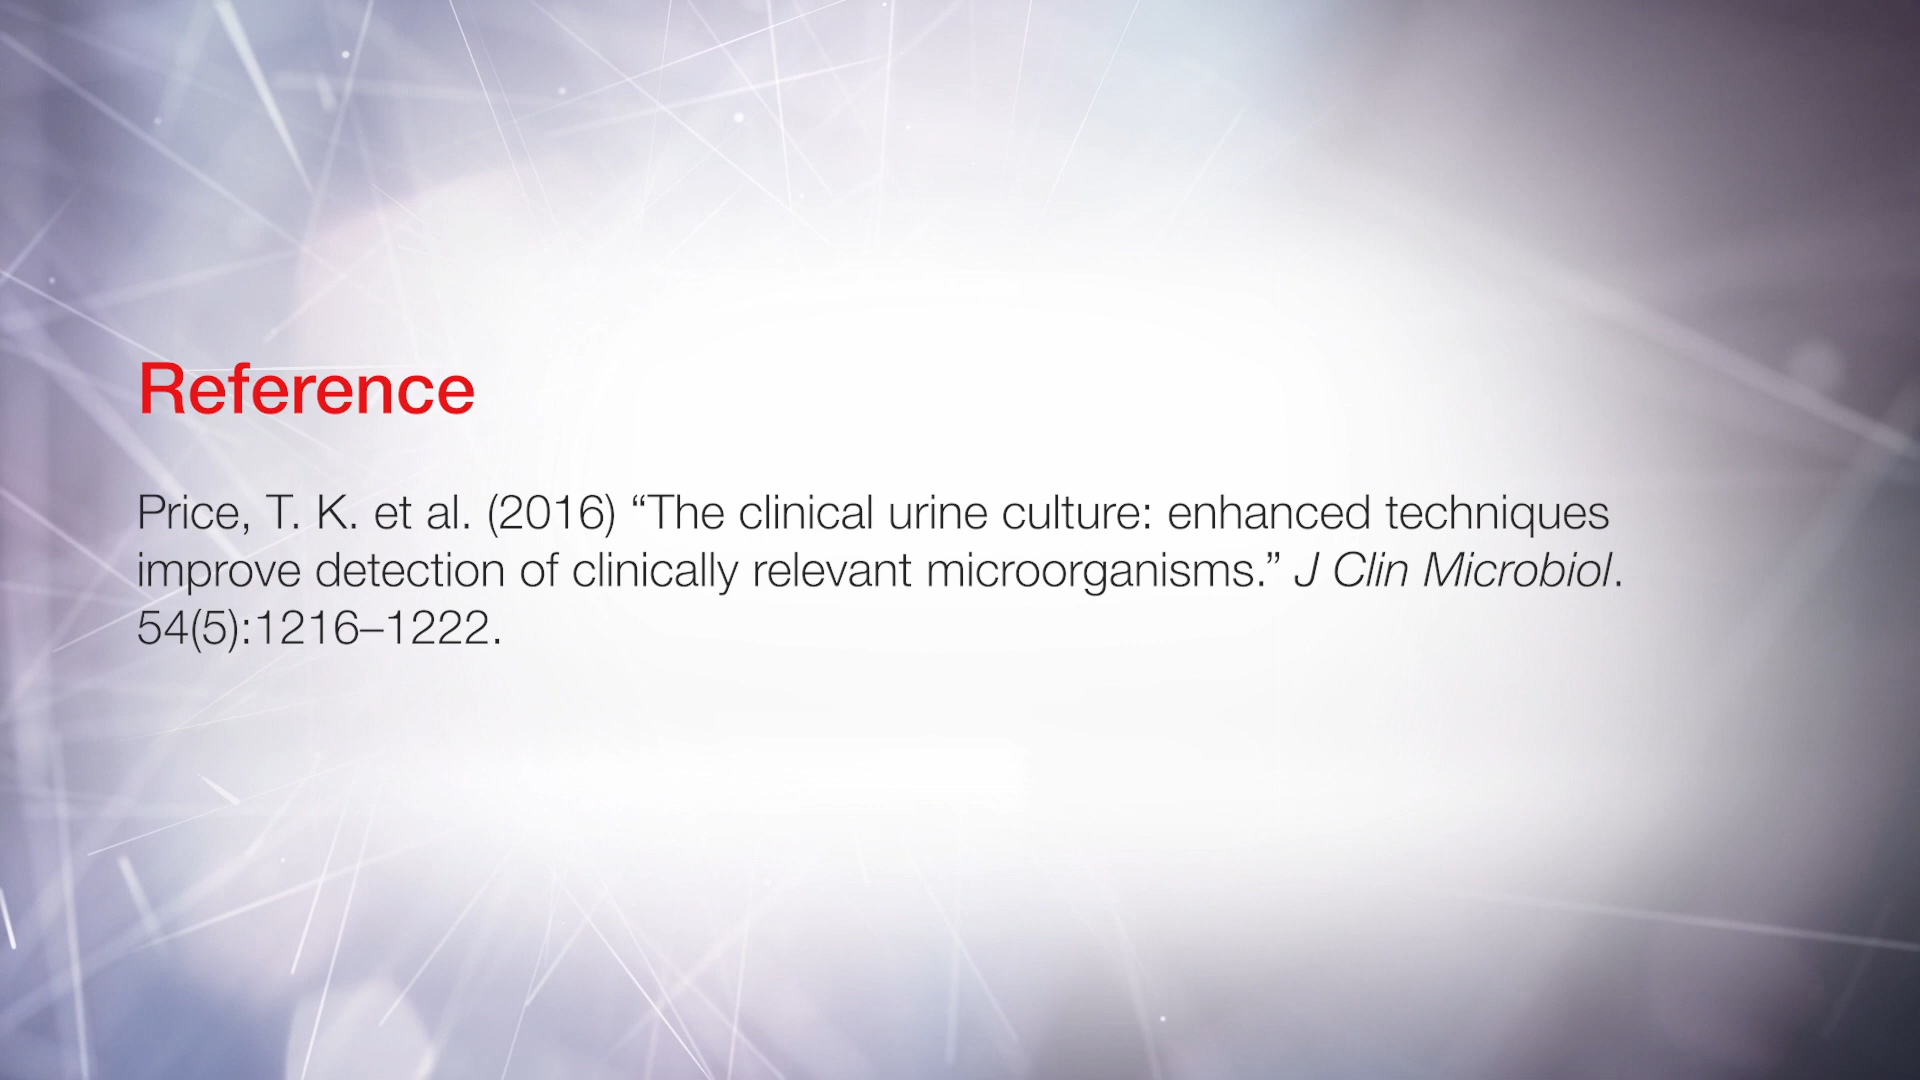 Reference
Price, T. K. et al. (2016) “The clinical urine culture: enhanced techniques
improve detection of clinically relevant microorganisms.” J Clin Microbiol.
54(5):1216–1222.